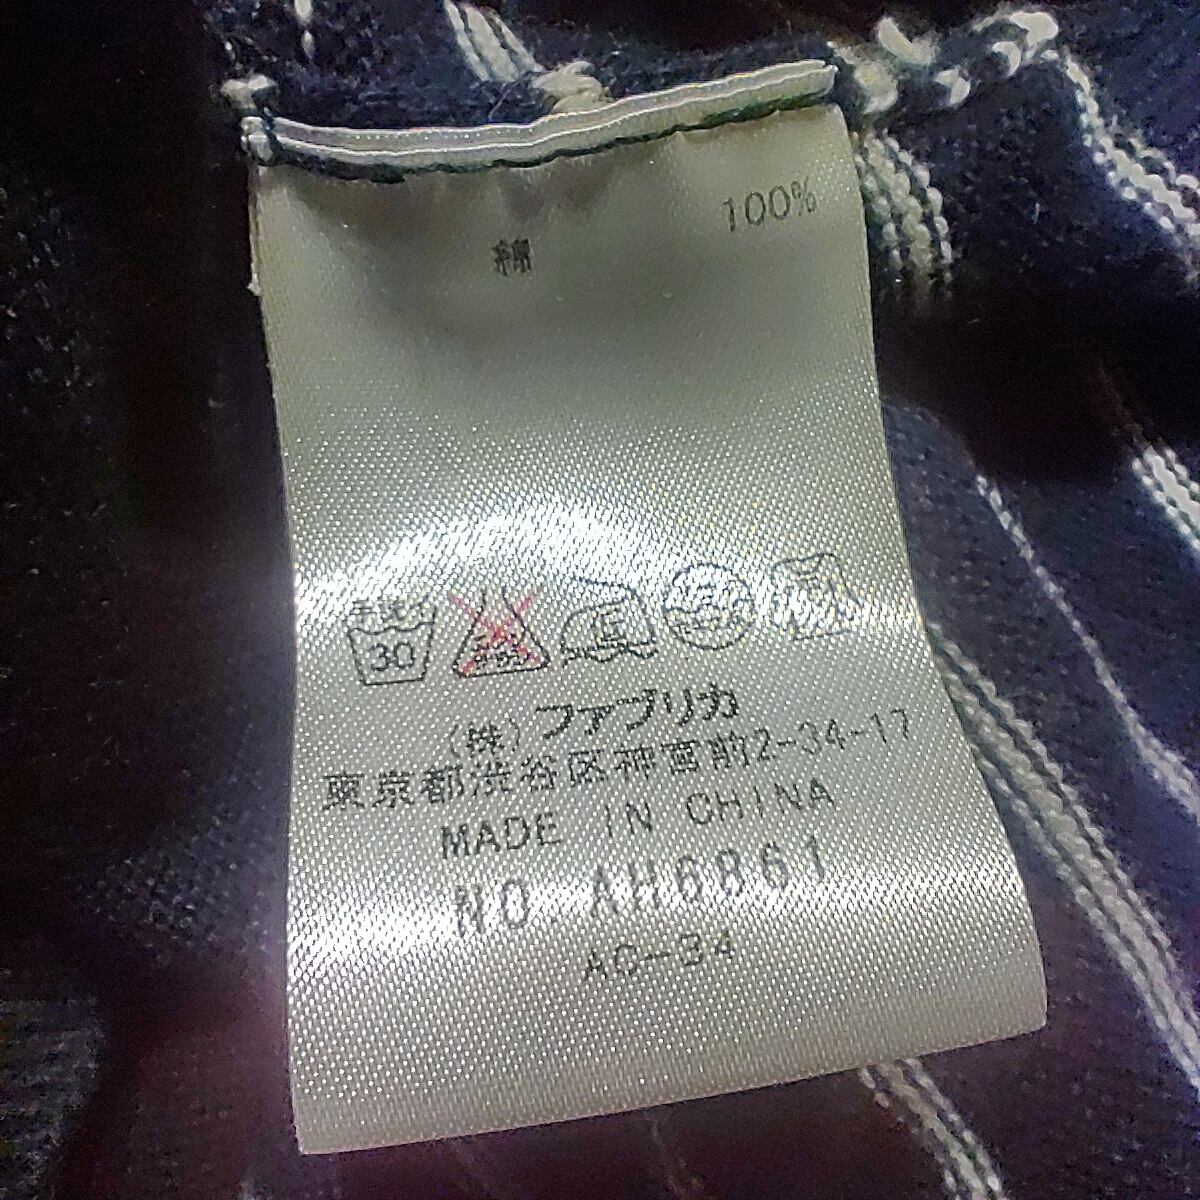 綿 100%
手洗イ
30
(株)ファブリカ
東京都渋谷区神宮前2-34-17
MADE IN CHINA
NO AH6861
AO-34